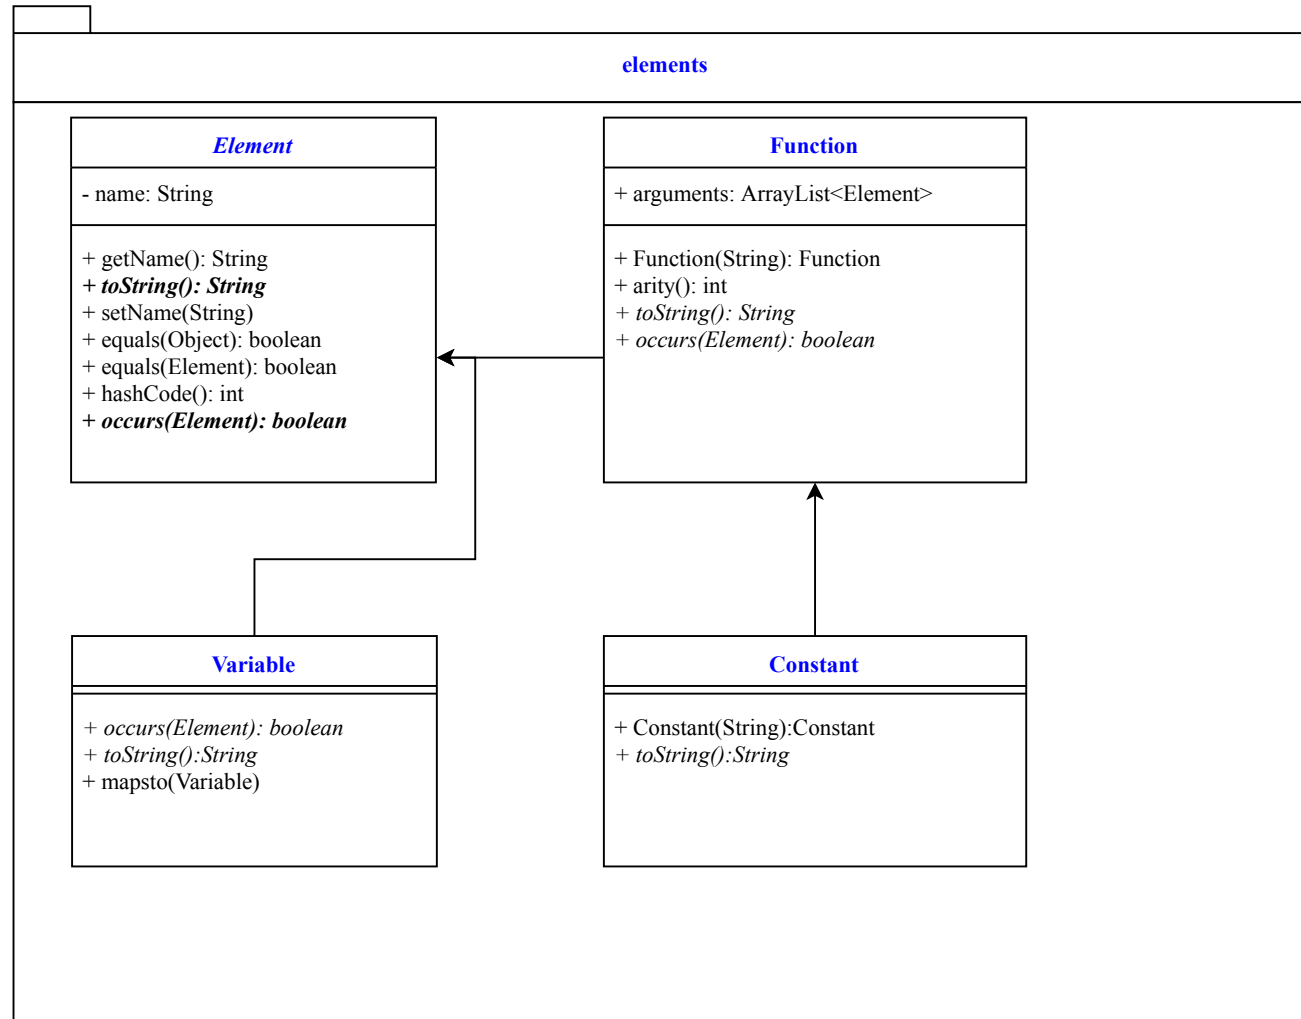 elements
Element
- name: String
+ getName(): String
+ toString(): String
+ setName(String)
+ equals(Object): boolean
+ equals(Element): boolean
+ hashCode(): int
+ occurs(Element): boolean
Function
+ arguments: ArrayList<Element>
+ Function(String): Function
+ arity(): int
+ toString(): String
+ occurs(Element): boolean
Variable
+ occurs(Element): boolean
+ toString():String
+ mapsto(Variable)
Constant
+ Constant(String):Constant
+ toString():String